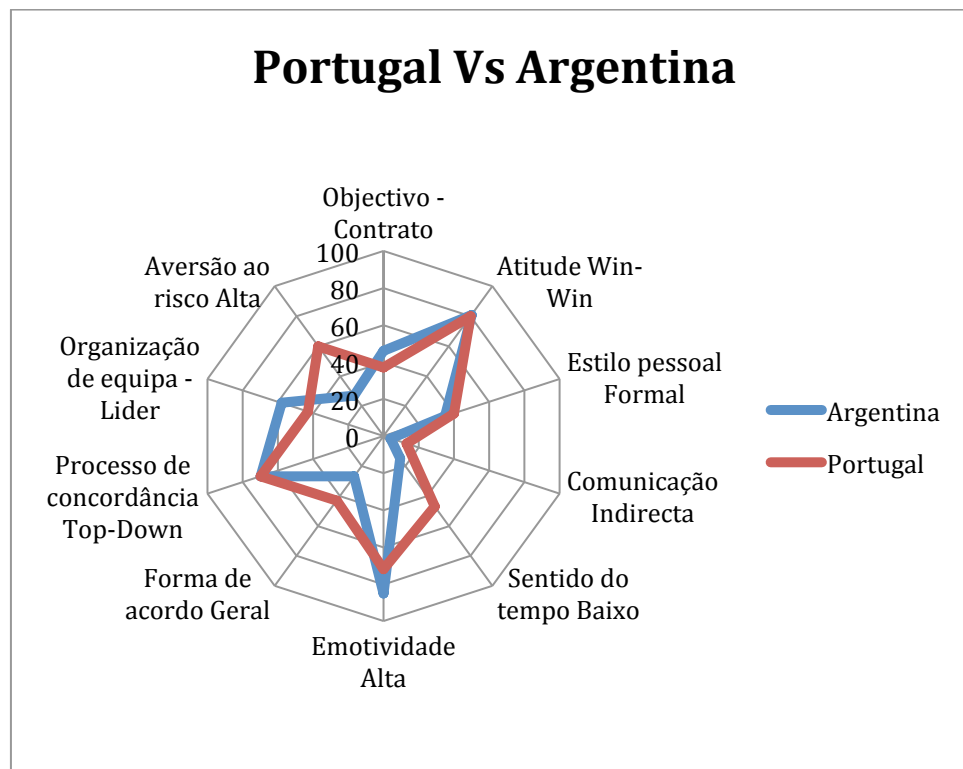 Portugal Vs Argentina
Objectivo -
Contrato
Atitude Win-
Win
Estilo pessoal
Formal
Comunicação
Indirecta
Sentido do
tempo Baixo
Emotividade
Alta
Forma de
acordo Geral
Processo de
concordância
Top-Down
Organização
de equipa -
Lider
Aversão ao
risco Alta
100
80
60
40
20
0
Argentina
Portugal